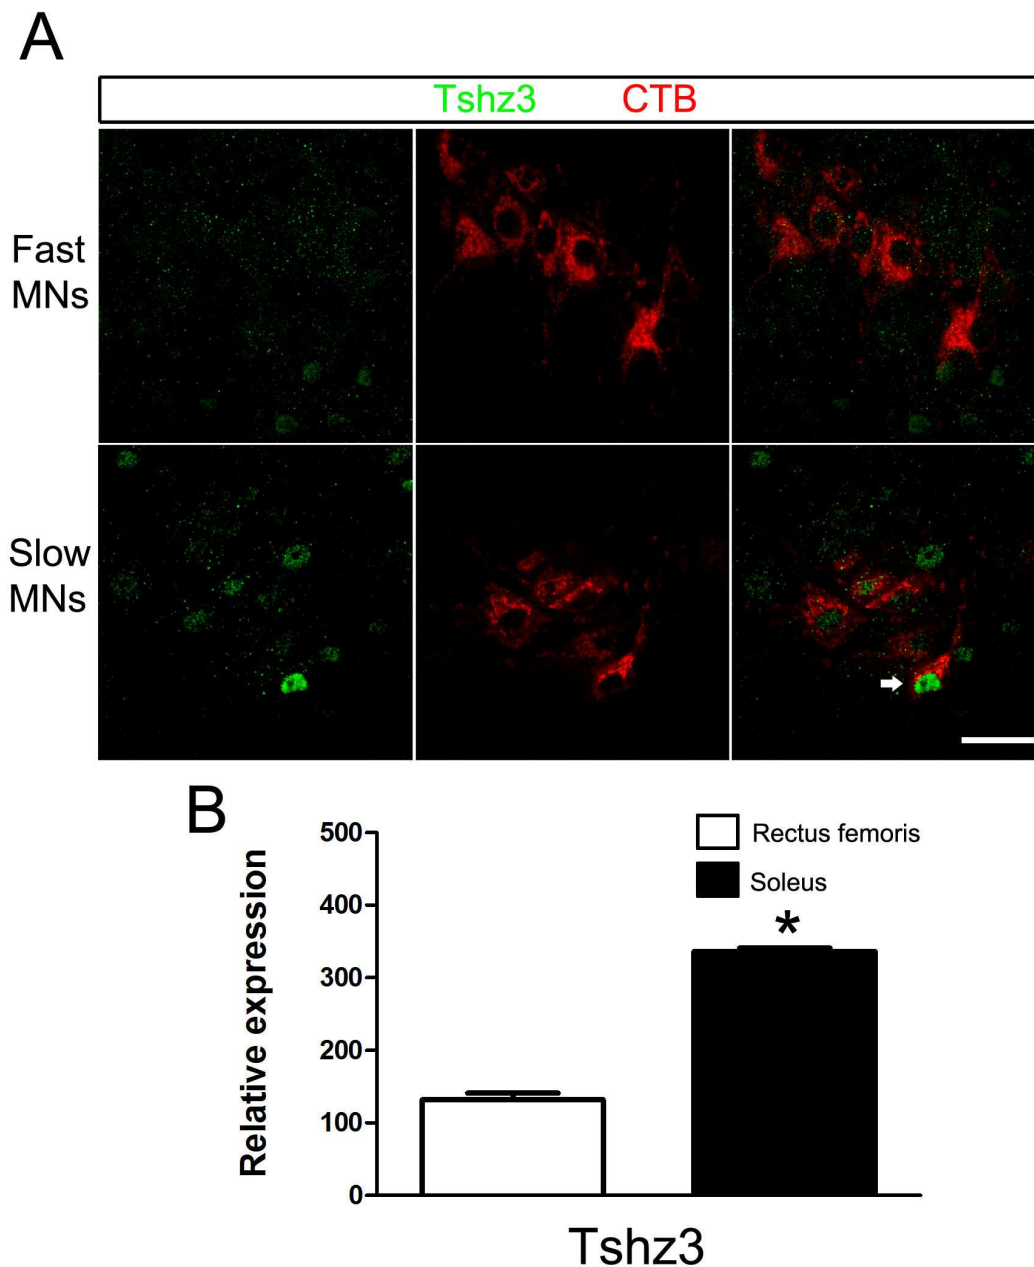 A
Tshz3 CTB
Fast
MNs
Slow
MNs
B
Relative expression
500
400
300
200
100
0
Rectus femoris
Soleus
*
Tshz3